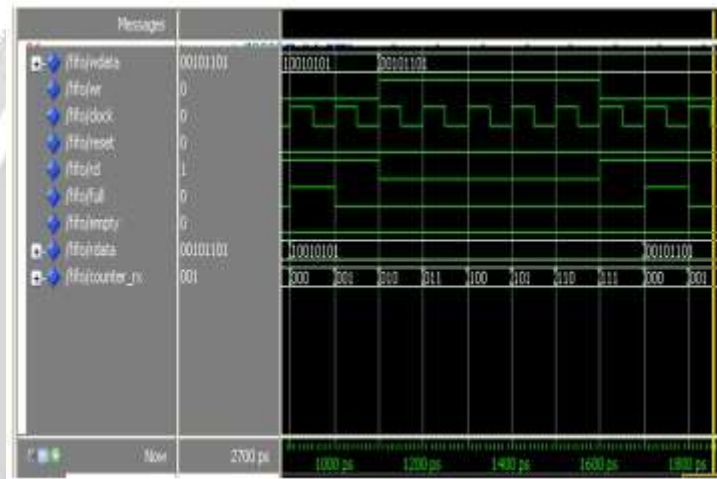 Messages
/fifo/wdata 00101101 10010101 00101101
/fifo/wr 0
/fifo/clock 0
/fifo/reset 0
/fifo/rd 1
/fifo/full 0
/fifo/empty 0
/fifo/rdata 00101101 10010101 00101101
/fifo/counter_rx 001 000 001 010 011 100 101 110 111 000 001
Now 2700 ps 1000 ps 1200 ps 1400 ps 1600 ps 1800 ps